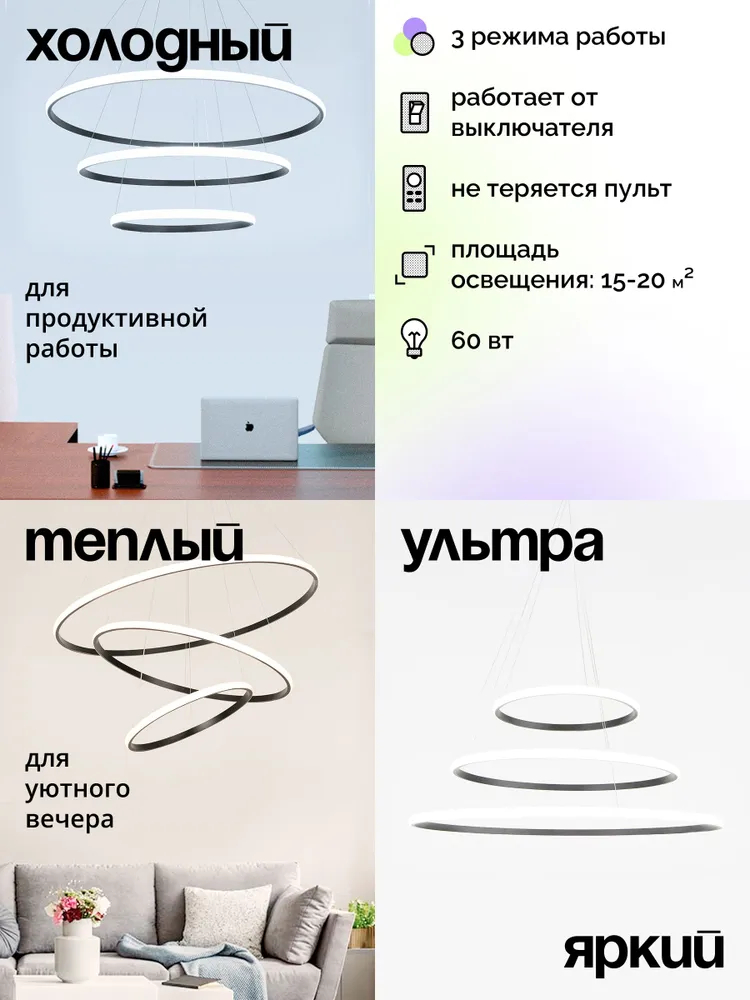 холодный
для
продуктивной
работы
3 режима работы
работает от
выключателя
не теряется пульт
площадь
освещения: 15-20 м²
60 вт
теплый
для
уютного
вечера
ультра
яркий